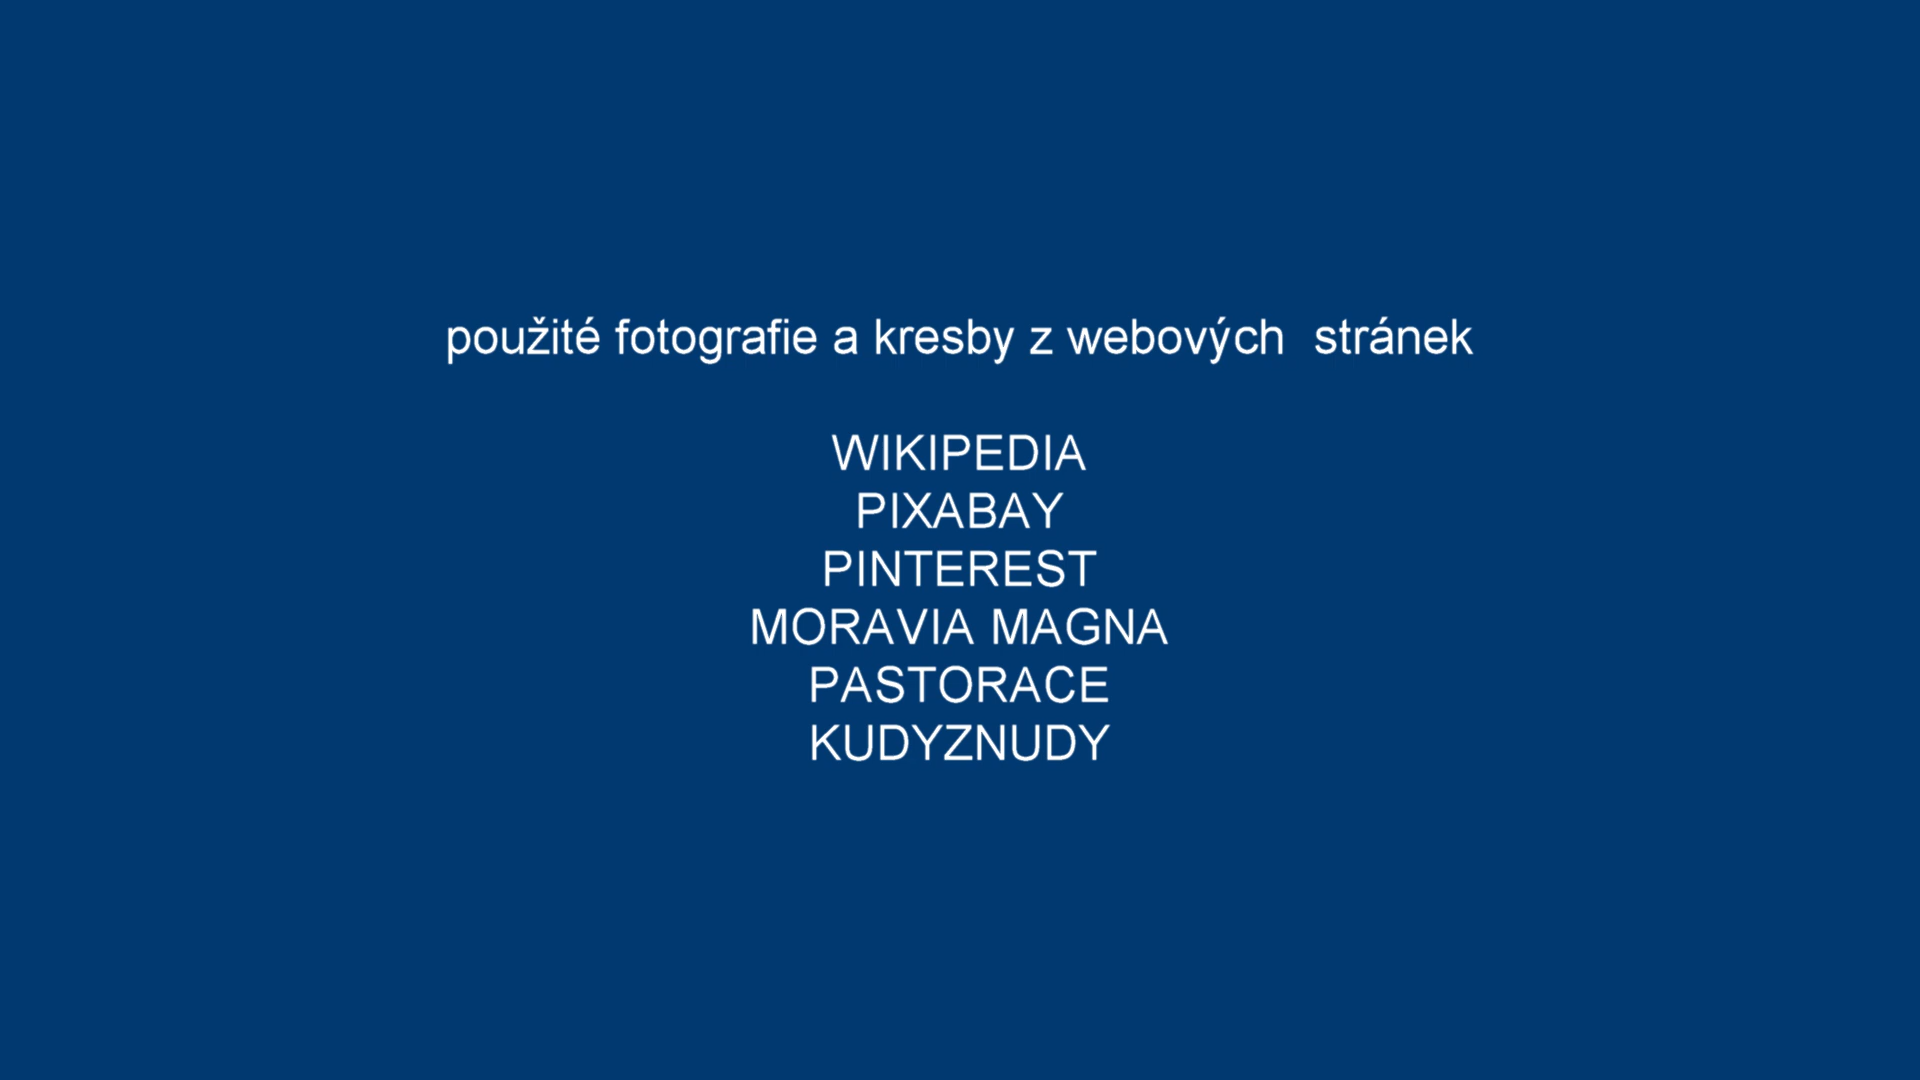 použité fotografie a kresby z webových  stránek
WIKIPEDIA
PIXABAY
PINTEREST
MORAVIA MAGNA
PASTORACE
KUDYZNUDY